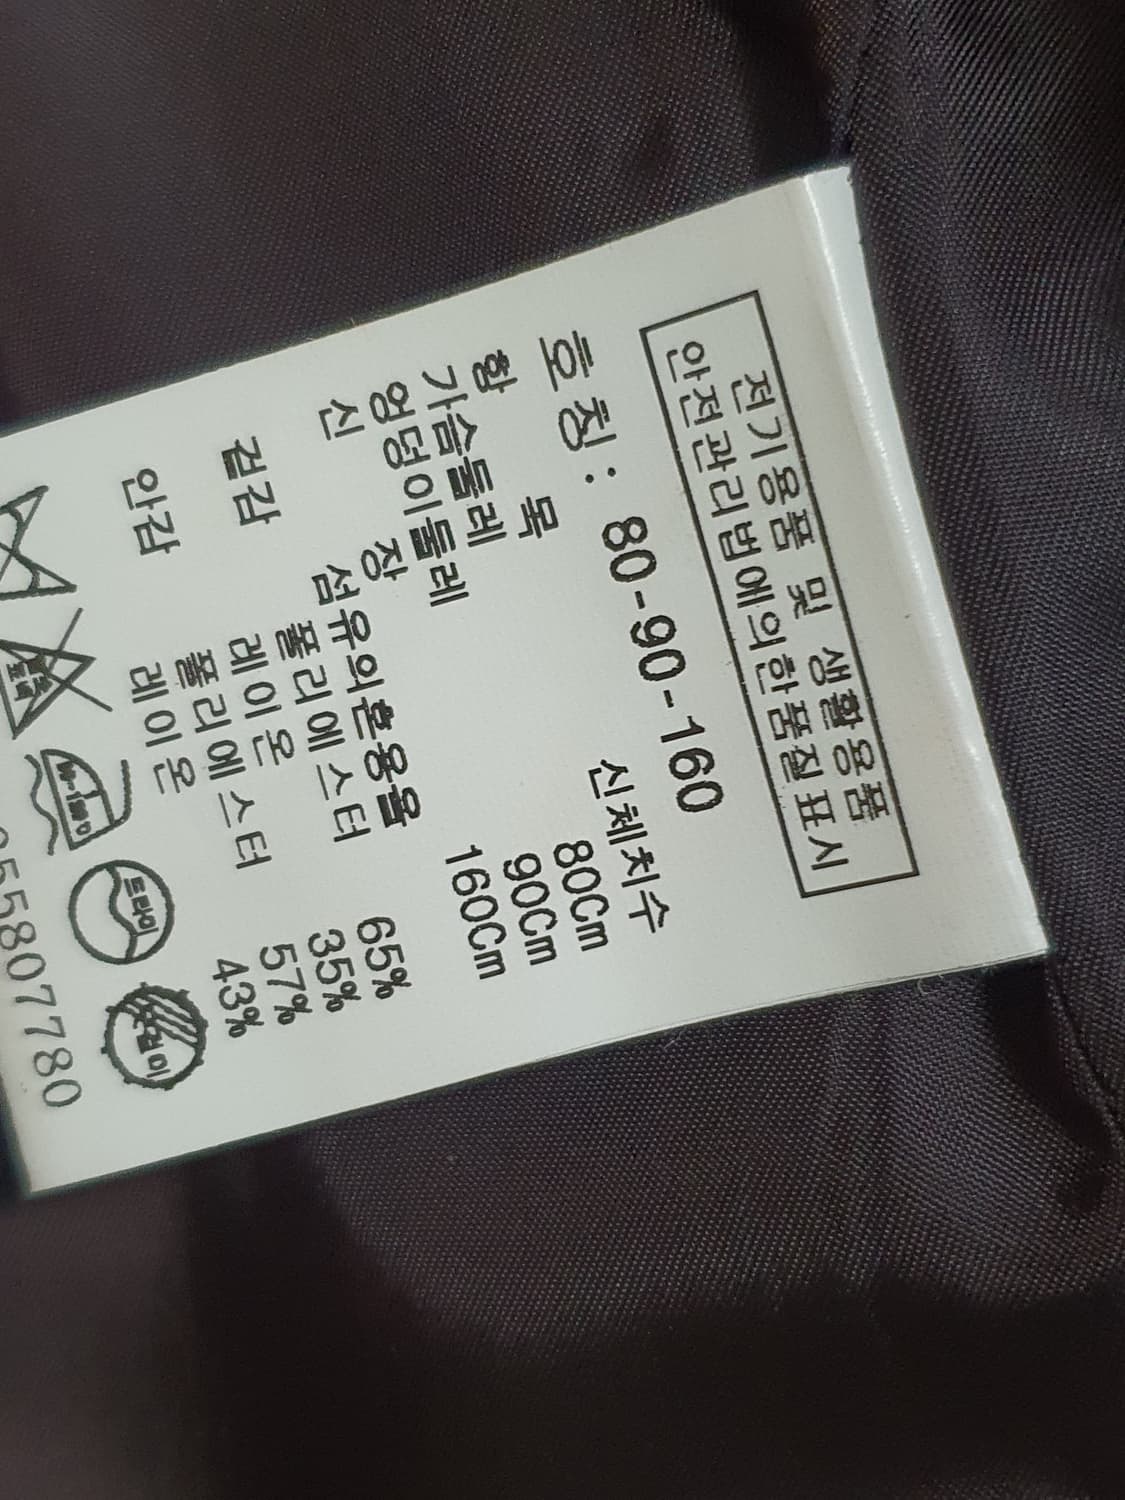 전기용품 및 생활용품
안전관리법에의한품질표시
호칭: 80-90-160
항 목 신체치수
가슴둘레 80Cm
엉덩이둘레 90Cm
신 장 160Cm
섬유의혼용율
겉감 폴리에스터 65%
레이온 35%
안감 폴리에스터 57%
레이온 43%
드라이
558077780